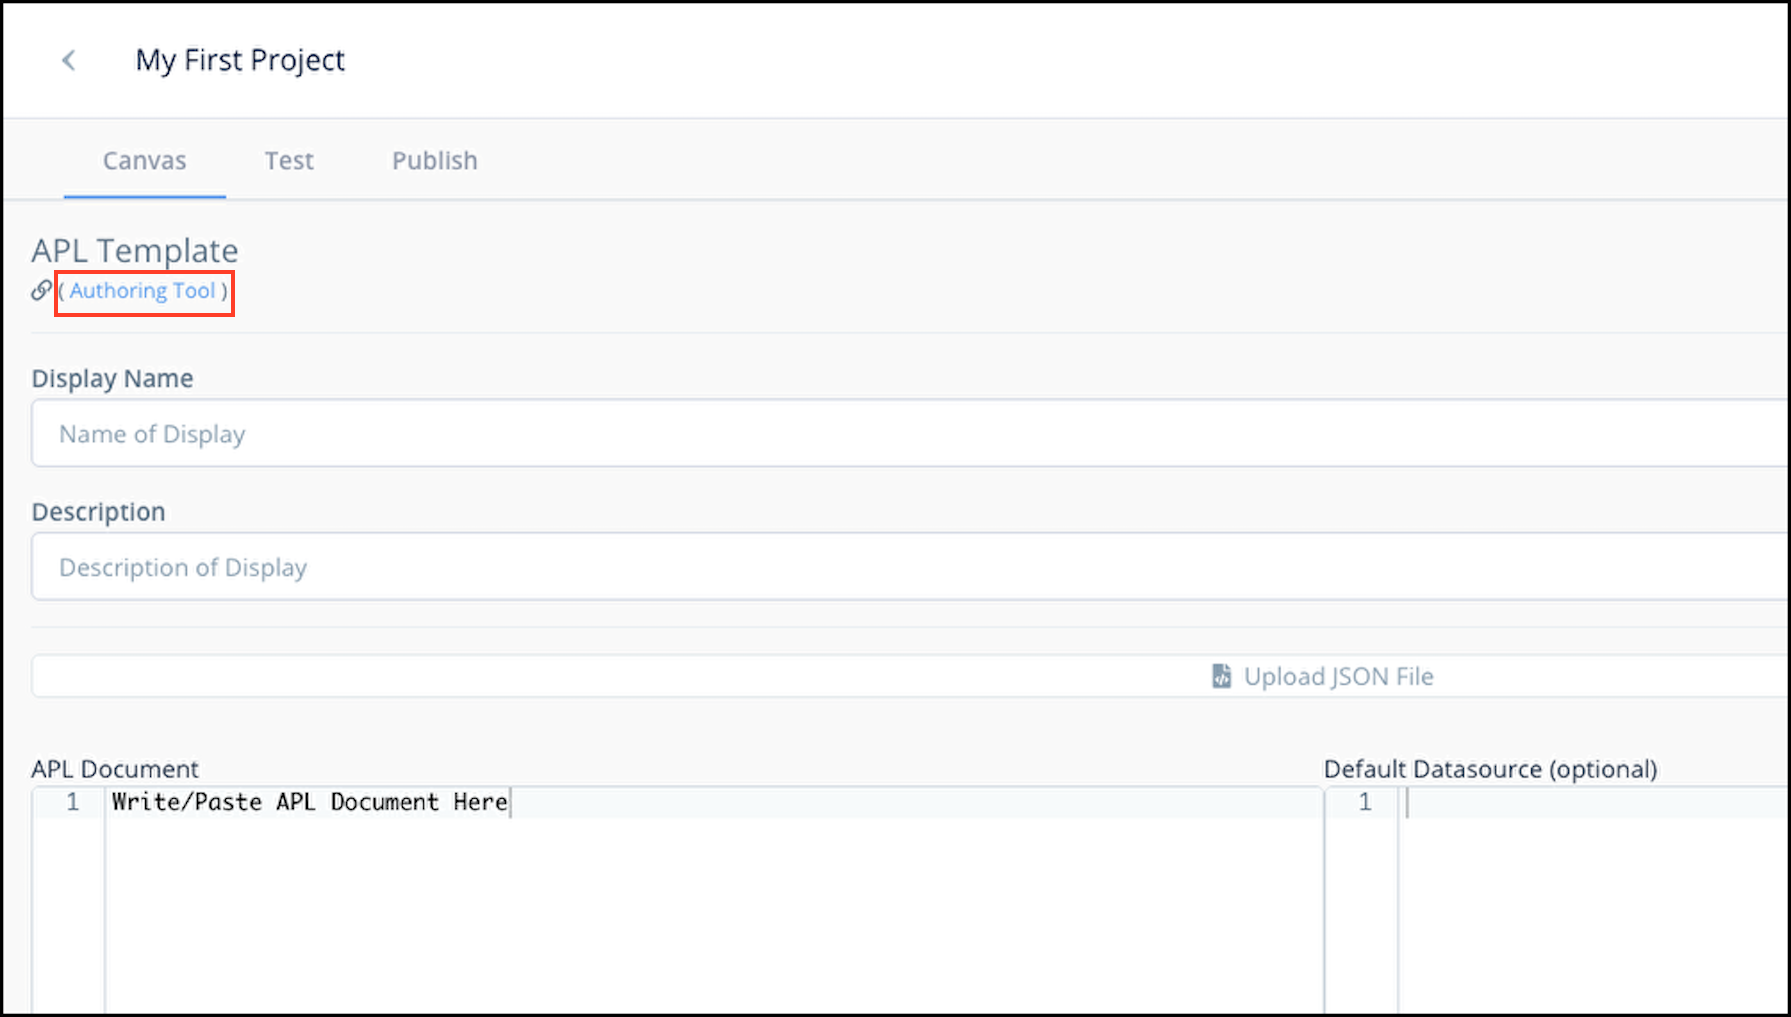 My First Project
Canvas Test Publish
APL Template
( Authoring Tool )
Display Name
Name of Display
Description
Description of Display
Upload JSON File
APL Document Default Datasource (optional)
1 Write/Paste APL Document Here 1